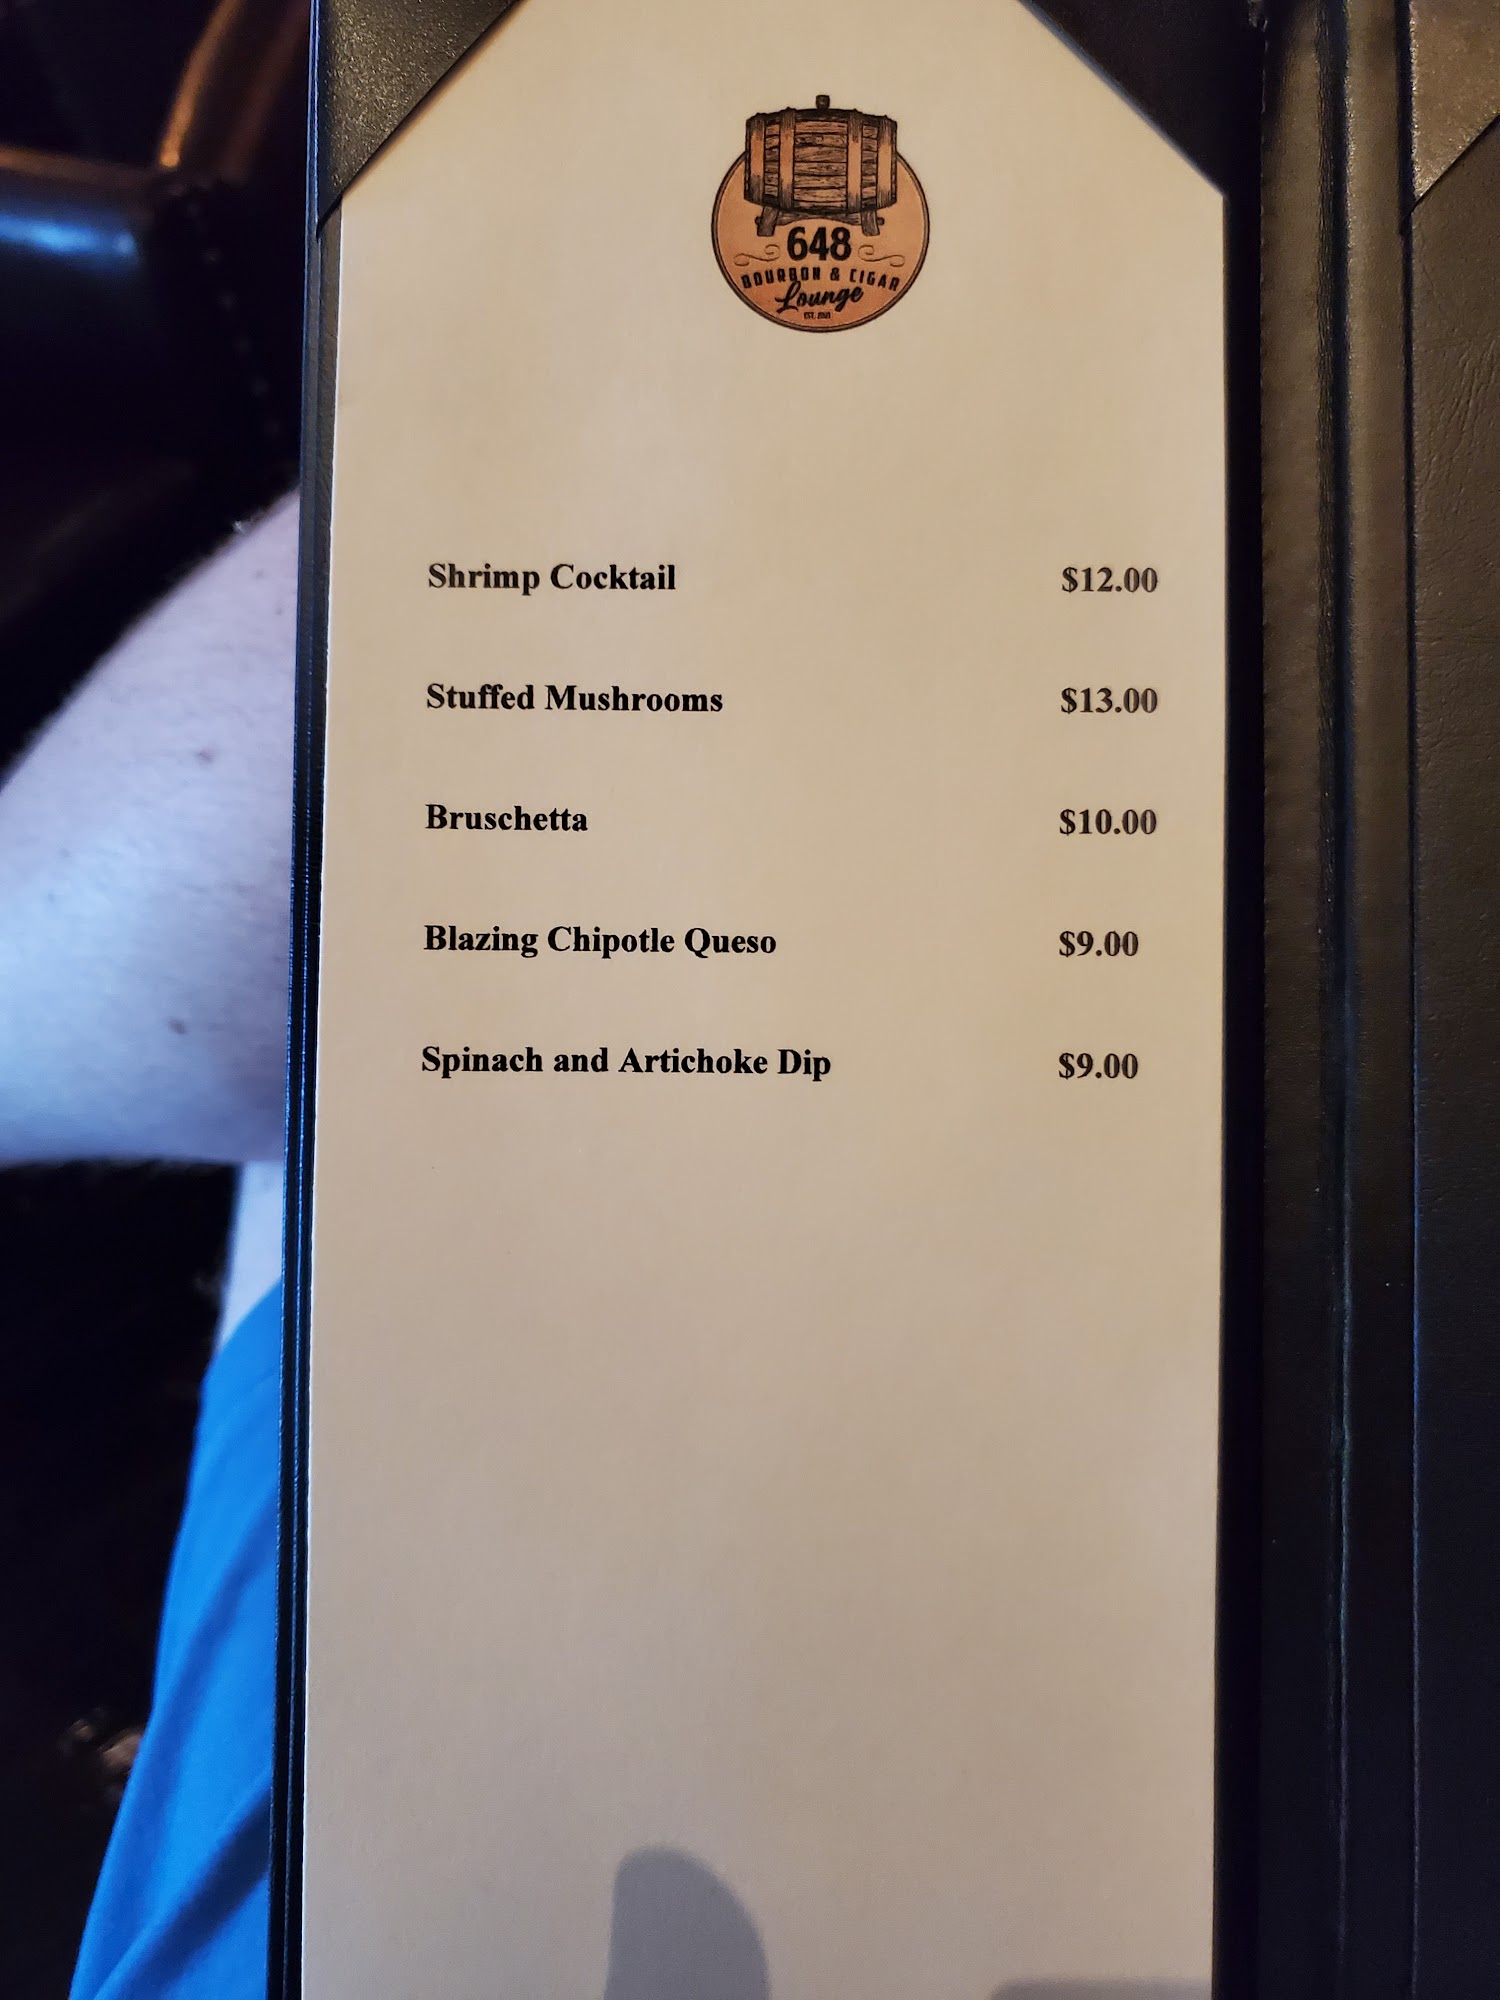 648
BOURBON & CIGAR
Lounge
Shrimp Cocktail $12.00
Stuffed Mushrooms $13.00
Bruschetta $10.00
Blazing Chipotle Queso $9.00
Spinach and Artichoke Dip $9.00